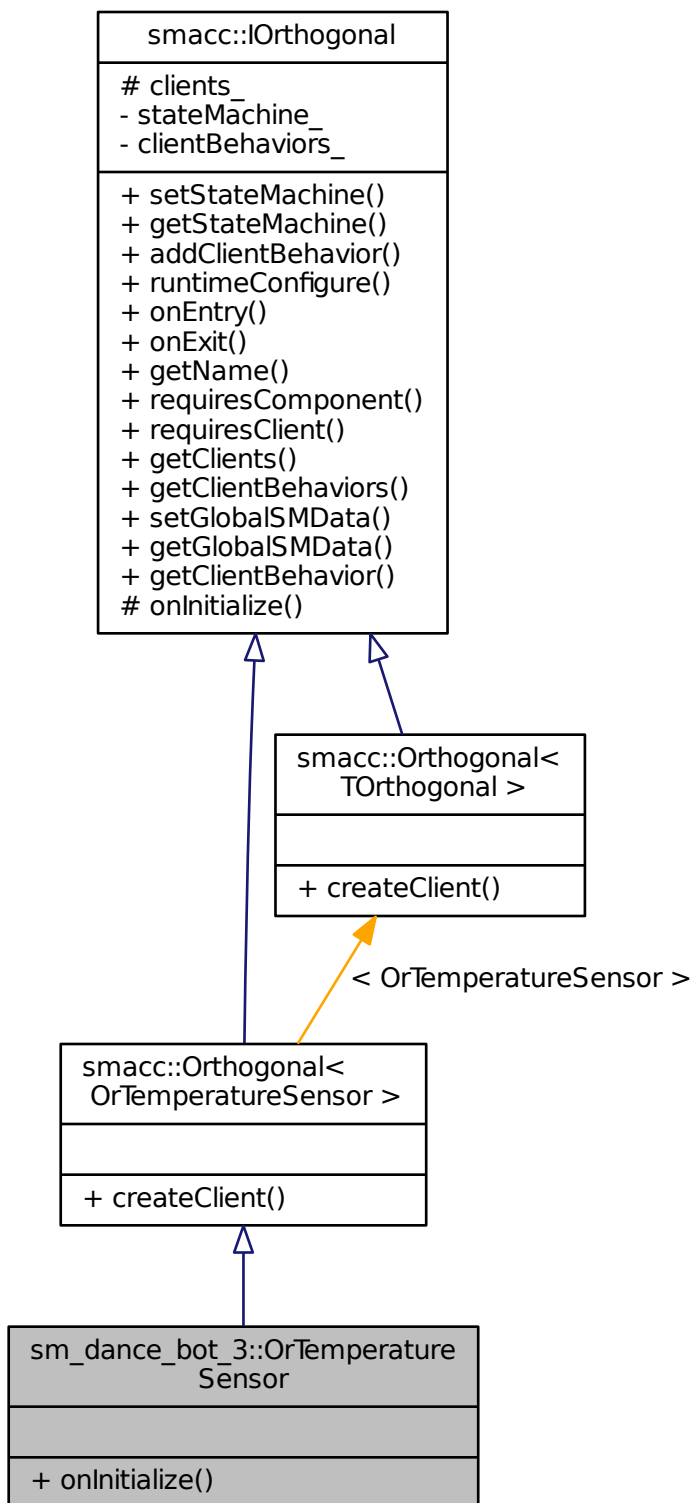 smacc::IOrthogonal
# clients_
- stateMachine_
- clientBehaviors_
+ setStateMachine()
+ getStateMachine()
+ addClientBehavior()
+ runtimeConfigure()
+ onEntry()
+ onExit()
+ getName()
+ requiresComponent()
+ requiresClient()
+ getClients()
+ getClientBehaviors()
+ setGlobalSMData()
+ getGlobalSMData()
+ getClientBehavior()
# onInitialize()
smacc::Orthogonal<
TOrthogonal >
+ createClient()
< OrTemperatureSensor >
smacc::Orthogonal<
OrTemperatureSensor >
+ createClient()
sm_dance_bot_3::OrTemperature
Sensor
+ onInitialize()